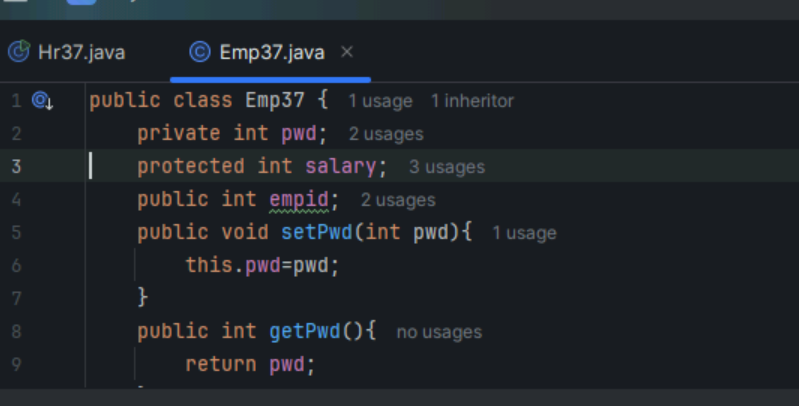 Hr37.java Emp37.java ×
1 public class Emp37 { 1 usage 1 inheritor
2 private int pwd; 2 usages
3 protected int salary; 3 usages
4 public int empid; 2 usages
5 public void setPwd(int pwd){ 1 usage
6 this.pwd=pwd;
7 }
8 public int getPwd(){ no usages
9 return pwd;